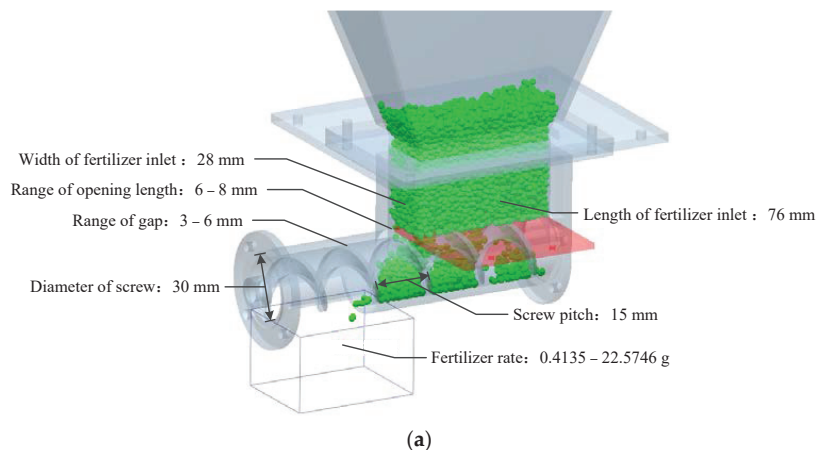 Width of fertilizer inlet：28 mm
Range of opening length：6 – 8 mm
Range of gap：3 – 6 mm
Length of fertilizer inlet：76 mm
Diameter of screw：30 mm
Screw pitch：15 mm
Fertilizer rate：0.4135 – 22.5746 g
(a)